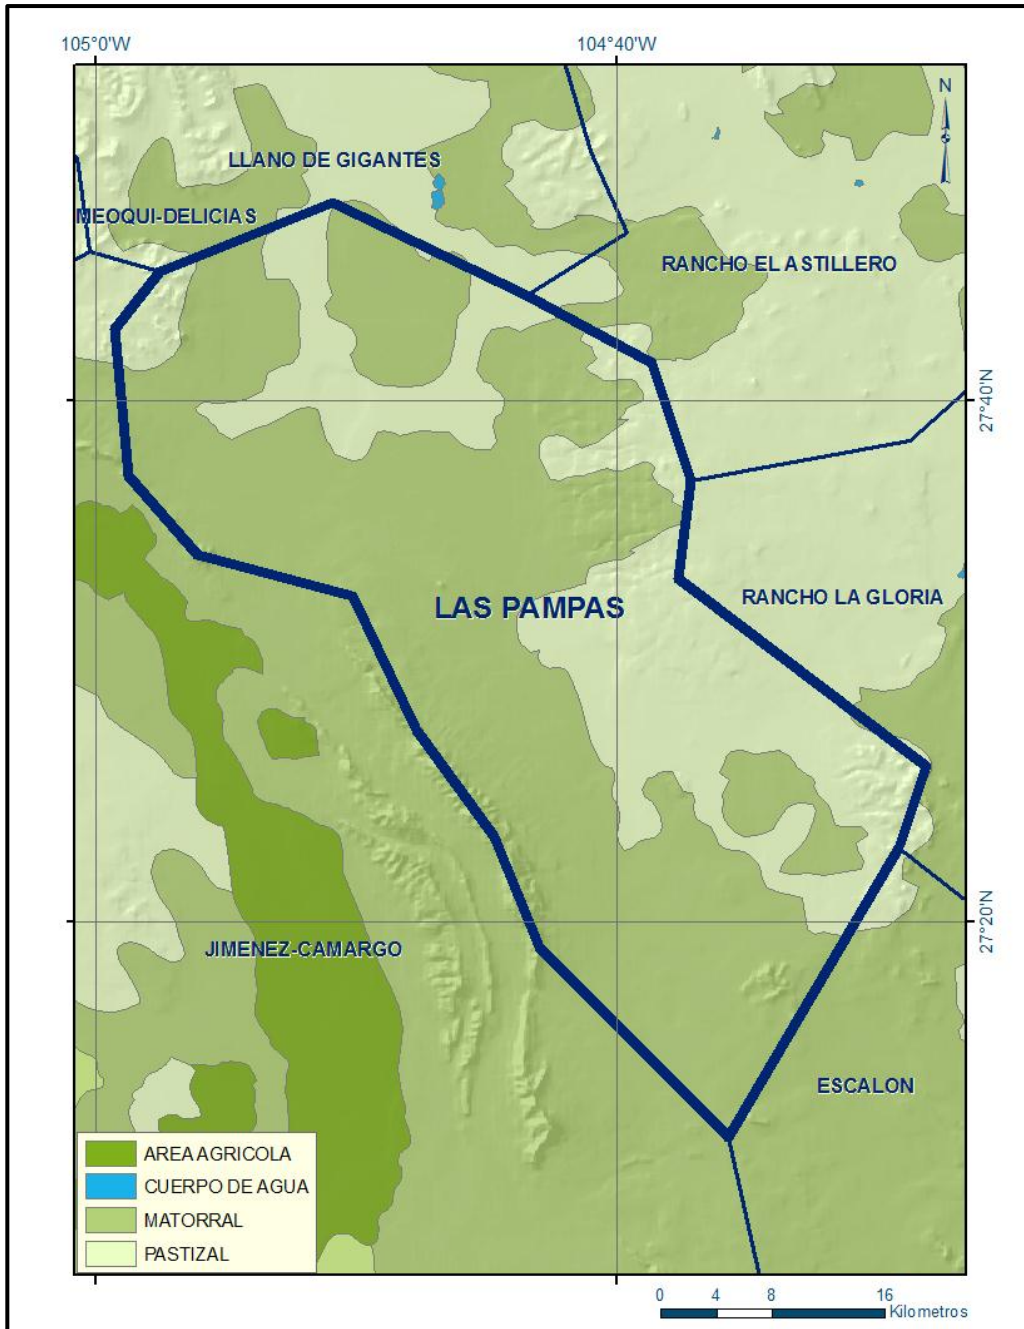 105°0'W
104°40'W
N
LLANO DE GIGANTES
MEOQUI-DELICIAS
RANCHO EL ASTILLERO
27°40'N
RANCHO LA GLORIA
LAS PAMPAS
27°20'N
JIMENEZ-CAMARGO
ESCALON
AREA AGRICOLA
CUERPO DE AGUA
MATORRAL
PASTIZAL
0 4 8 16
Kilometros